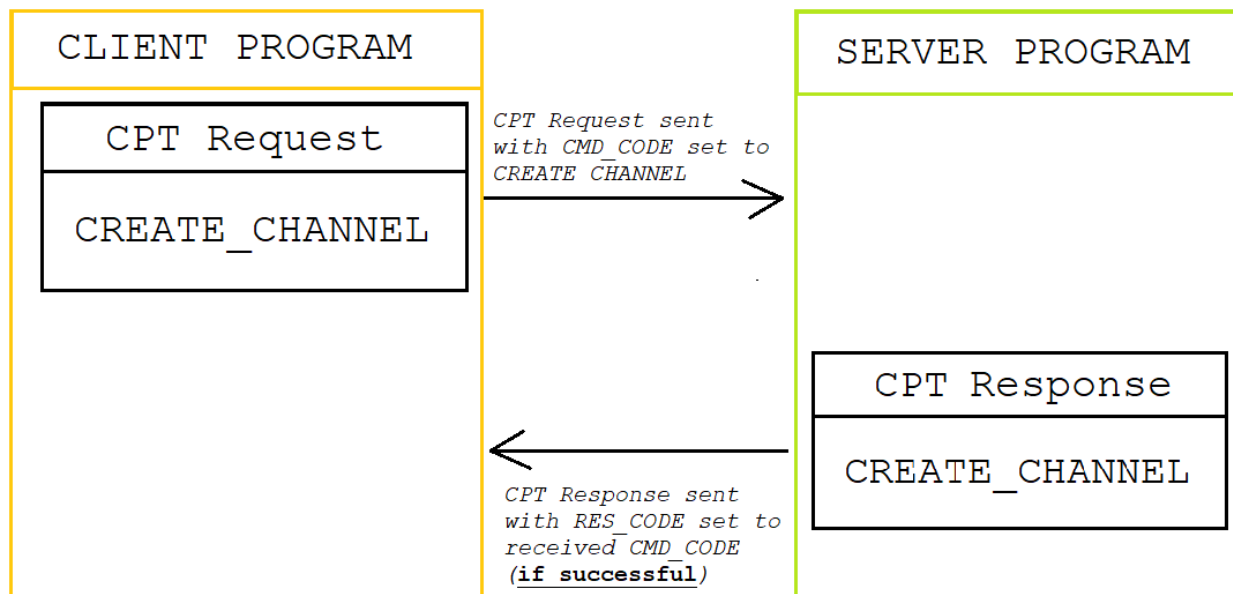 CLIENT PROGRAM
SERVER PROGRAM
CPT Request
CREATE_CHANNEL
CPT Request sent
with CMD_CODE set to
CREATE CHANNEL
CPT Response
CREATE_CHANNEL
CPT Response sent
with RES_CODE set to
received CMD_CODE
(if successful)